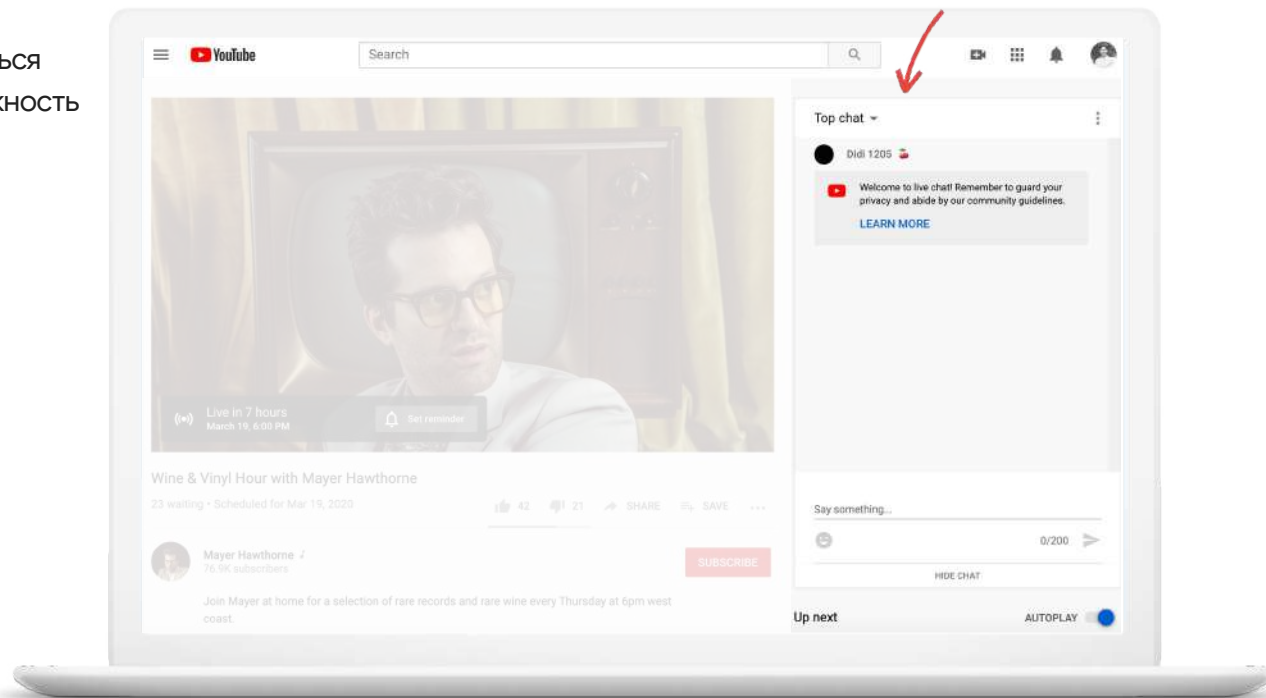 ься
жность
YouTube
Search
Top chat
Didi 1205
Welcome to live chat! Remember to guard your
privacy and abide by our community guidelines.
LEARN MORE
Live in 7 hours
March 19, 6:00 PM
Set reminder
Wine & Vinyl Hour with Mayer Hawthorne
23 waiting • Scheduled for Mar 19, 2020
42 21 SHARE SAVE
Mayer Hawthorne
76.9K subscribers
SUBSCRIBE
Join Mayer at home for a selection of rare records and rare wine every Thursday at 6pm west
coast.
Say something...
0/200
HIDE CHAT
Up next
AUTOPLAY